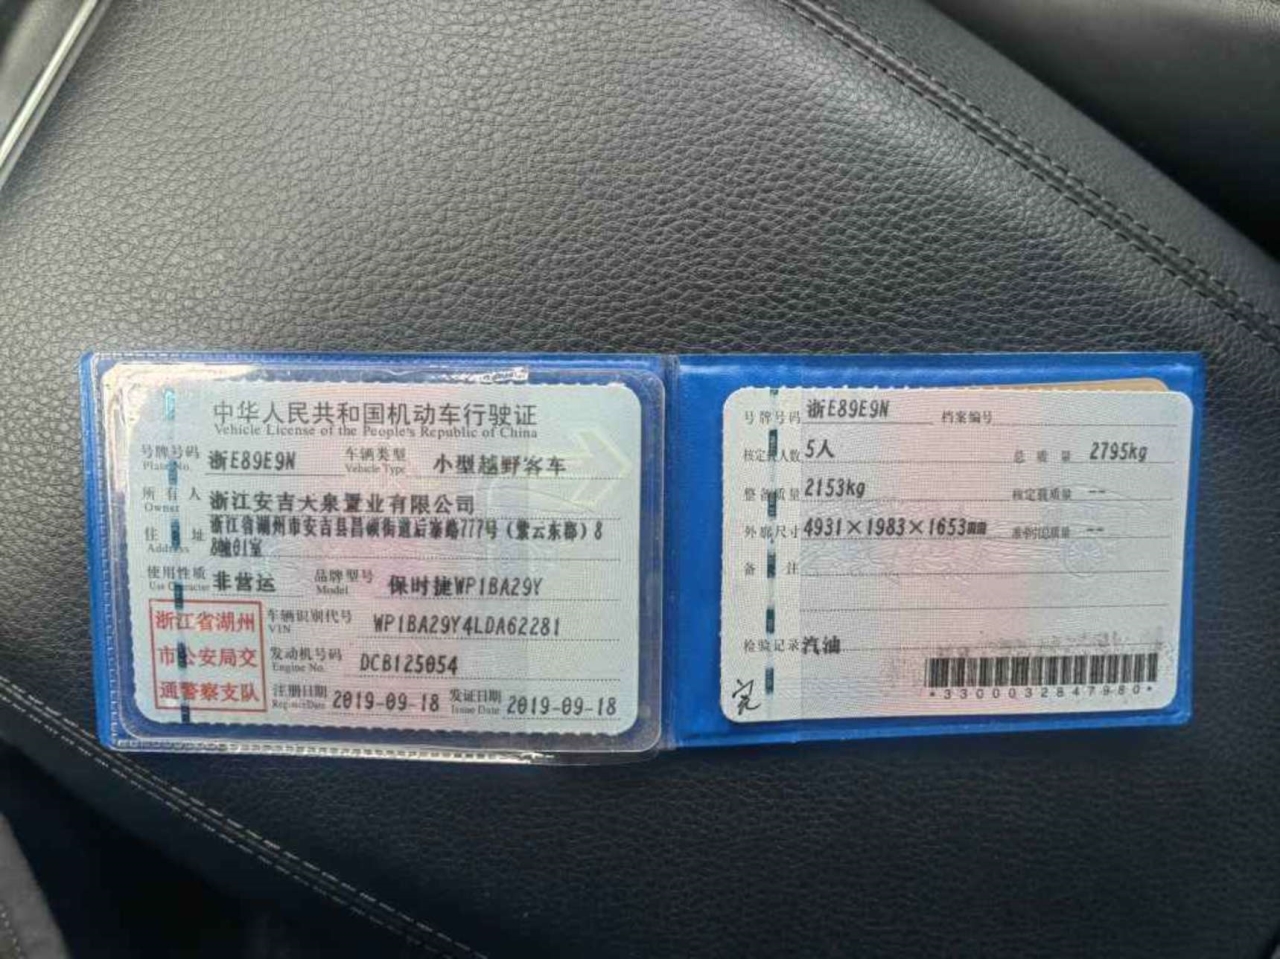 中华人民共和国机动车行驶证
Vehicle License of the People's Republic of China
号牌号码 浙E89E9N 车辆类型 小型越野客车
Plate No. Vehicle Type
所有人 浙江安吉大泉置业有限公司
Owner
住址 浙江省湖州市安吉县昌硕街道后寨路777号(紫云东郡)8
Address 01室
使用性质 非营运 品牌型号 保时捷WP1BA29Y
Use Character Model
浙江省湖州
市公安局交
通警察支队
车辆识别代号 WP1BA29Y4LDA62281
VIN
发动机号码 DCB125054
Engine No.
注册日期 2019-09-18 发证日期 2019-09-18
Register Date Issue Date
号牌号码 浙E89E9N 档案编号
核定载人数 5人 总质量 2795kg
整备质量 2153kg 核定载质量 --
外廓尺寸 4931×1983×1653mm 准牵引总质量 --
备注
检验记录 汽油
*3300032847980*